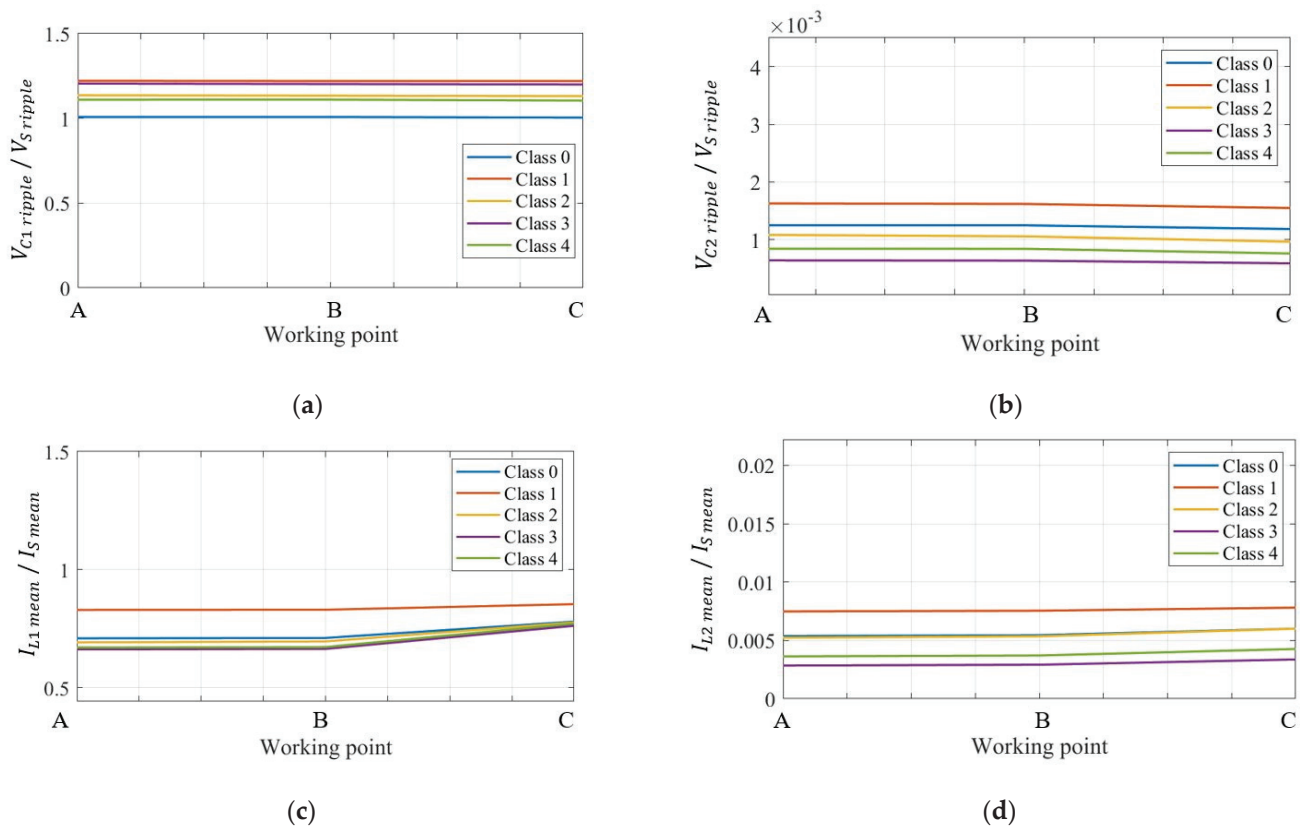 1.5
1
0.5
0
V_{C1 ripple} / V_{S ripple}
Class 0
Class 1
Class 2
Class 3
Class 4
A
B
C
Working point
(a)
×10⁻³
4
3
2
1
V_{C2 ripple} / V_{S ripple}
Class 0
Class 1
Class 2
Class 3
Class 4
A
B
C
Working point
(b)
1.5
1
0.5
I_{L1 mean} / I_{S mean}
Class 0
Class 1
Class 2
Class 3
Class 4
A
B
C
Working point
(c)
0.02
0.015
0.01
0.005
0
I_{L2 mean} / I_{S mean}
Class 0
Class 1
Class 2
Class 3
Class 4
A
B
C
Working point
(d)